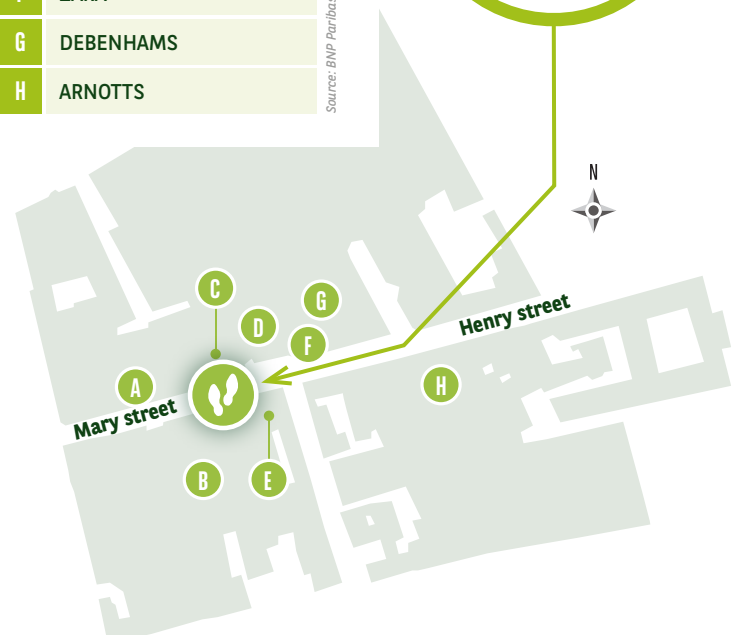 G DEBENHAMS
H ARNOTTS
Source: BNP Paribas
N
C
G
D
F
Henry street
A
H
Mary street
B
E